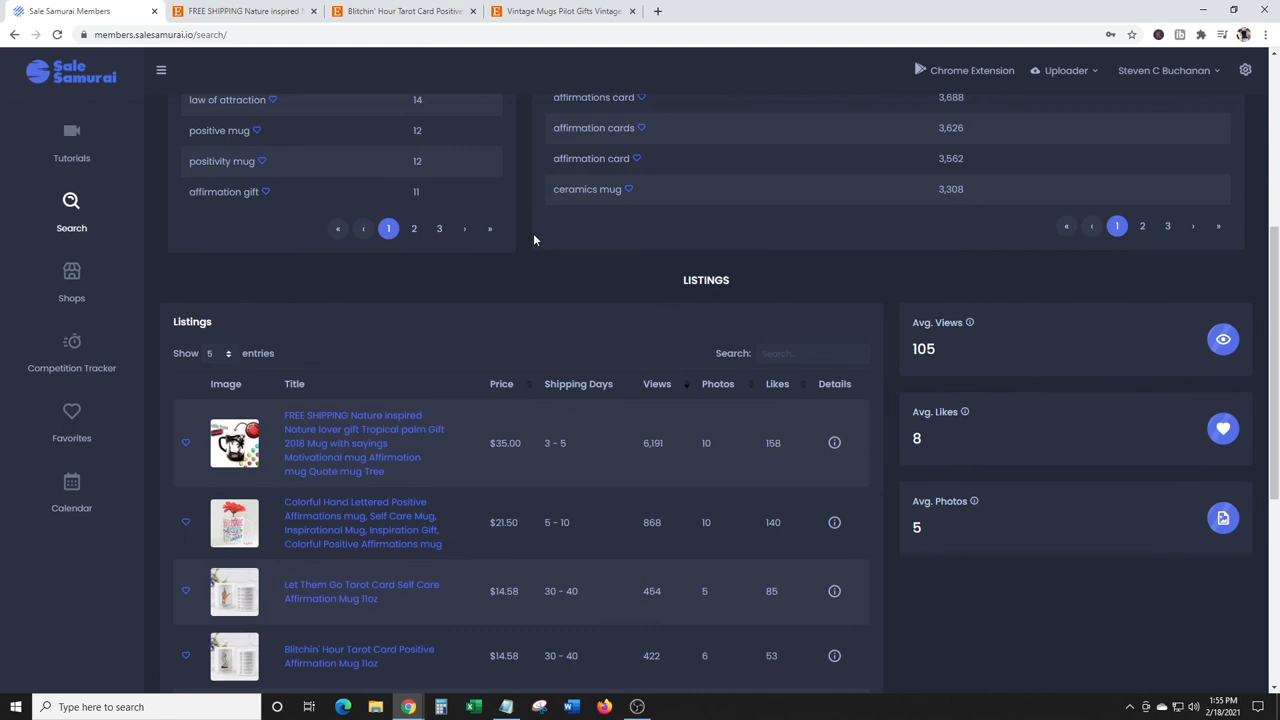 Sale Samurai Members
FREE SHIPPING Nature inspired N
Blitchin' Hour Tarot Card Positive
Vintage Mugs Pilot Gifts Vintage
members.salesamurai.io/search/
Sale
Samurai
Chrome Extension
Uploader
Steven C Buchanan
Tutorials
Search
Shops
Competition Tracker
Favorites
Calendar
law of attraction 14
positive mug 12
positivity mug 12
affirmation gift 11
« ‹ 1 2 3 › »
affirmations card 3,688
affirmation cards 3,626
affirmation card 3,562
ceramics mug 3,308
« ‹ 1 2 3 › »
LISTINGS
Listings
Show 5 entries
Search: Search...
Image Title Price Shipping Days Views Photos Likes Details
FREE SHIPPING Nature inspired
Nature lover gift Tropical palm Gift
2018 Mug with sayings
Motivational mug Affirmation
mug Quote mug Tree
$35.00 3 - 5 6,191 10 158
Colorful Hand Lettered Positive
Affirmations mug, Self Care Mug,
Inspirational Mug, Inspiration Gift,
Colorful Positive Affirmations mug
$21.50 5 - 10 868 10 140
Let Them Go Tarot Card Self Care
Affirmation Mug 11oz
$14.58 30 - 40 454 5 85
Blitchin' Hour Tarot Card Positive
Affirmation Mug 11oz
$14.58 30 - 40 422 6 53
Avg. Views
105
Avg. Likes
8
Avg. Photos
5
Type here to search
1:55 PM
2/18/2021